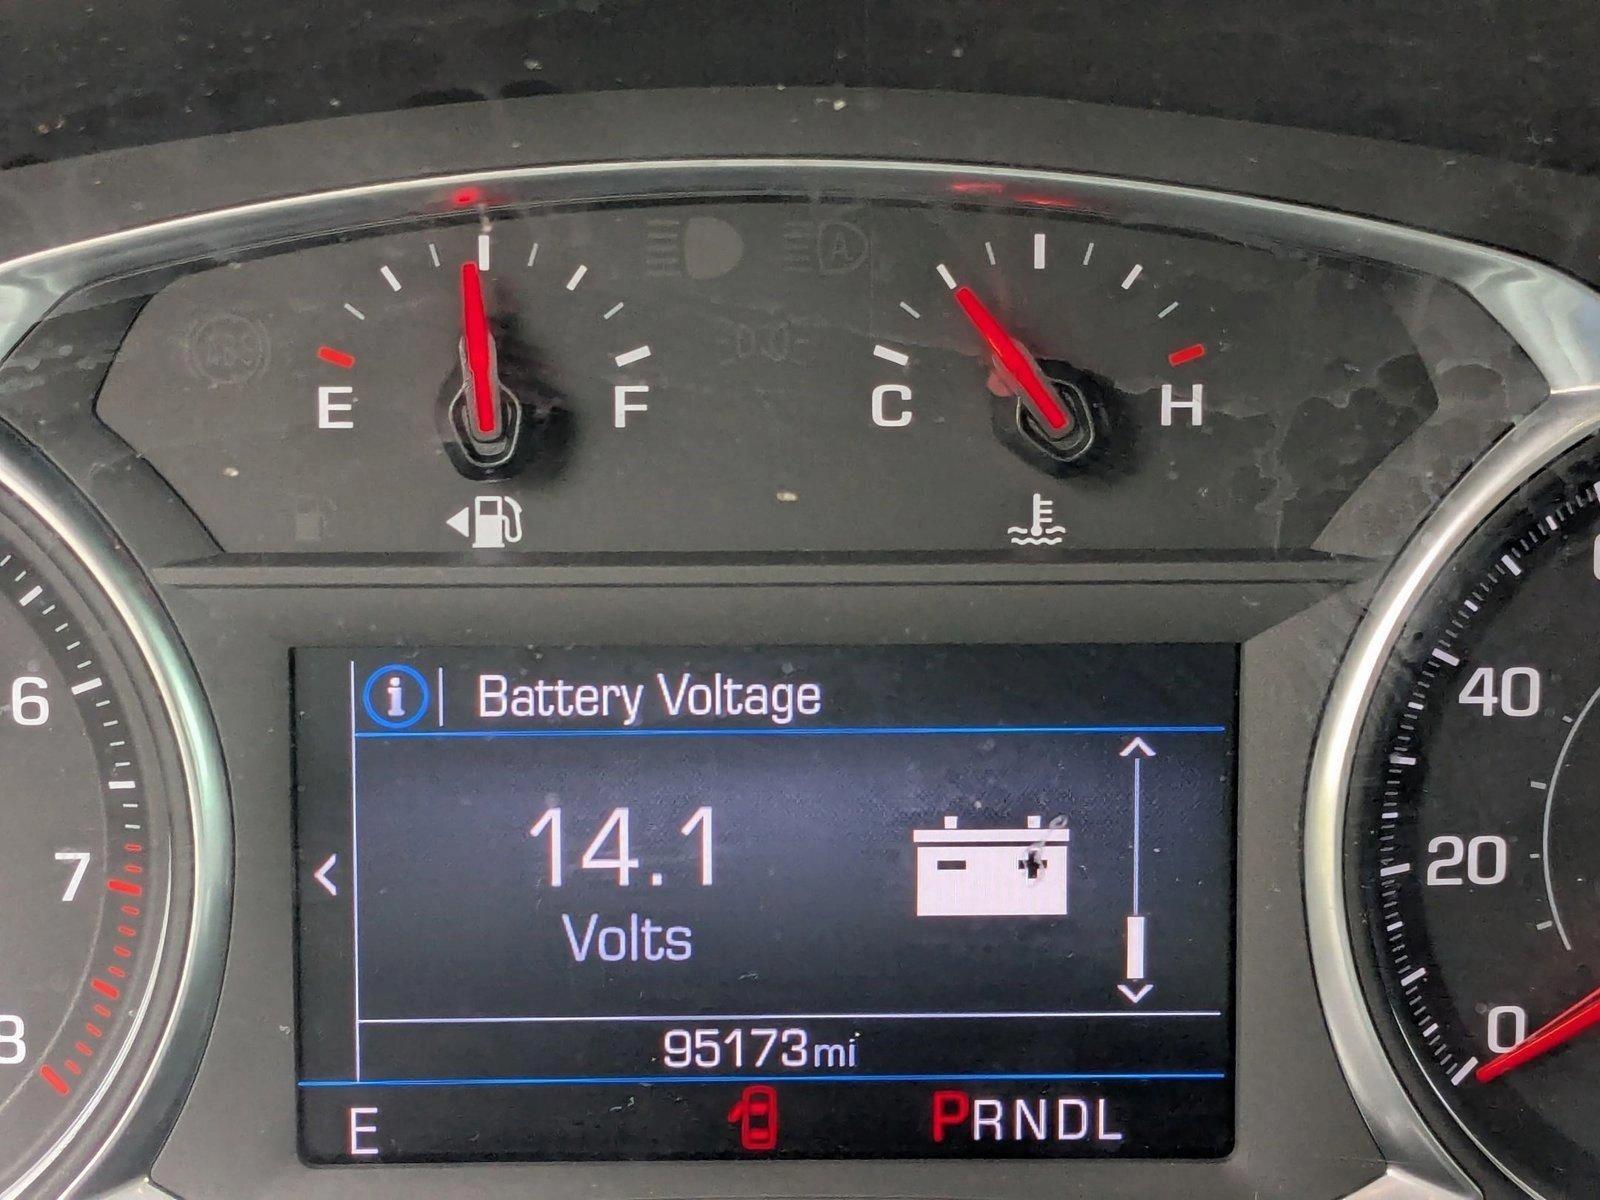 E F C H
6
7
8
i Battery Voltage
14.1
Volts
95173mi
E PRNDL
40
20
0